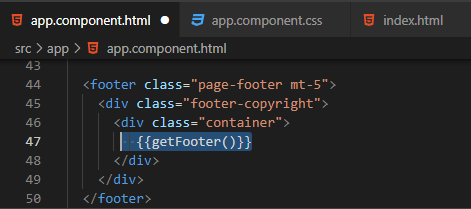 app.component.html ● app.component.css index.html
src > app > app.component.html
43
44 <footer class="page-footer mt-5">
45 <div class="footer-copyright">
46 <div class="container">
47 {{getFooter()}}
48 </div>
49 </div>
50 </footer>